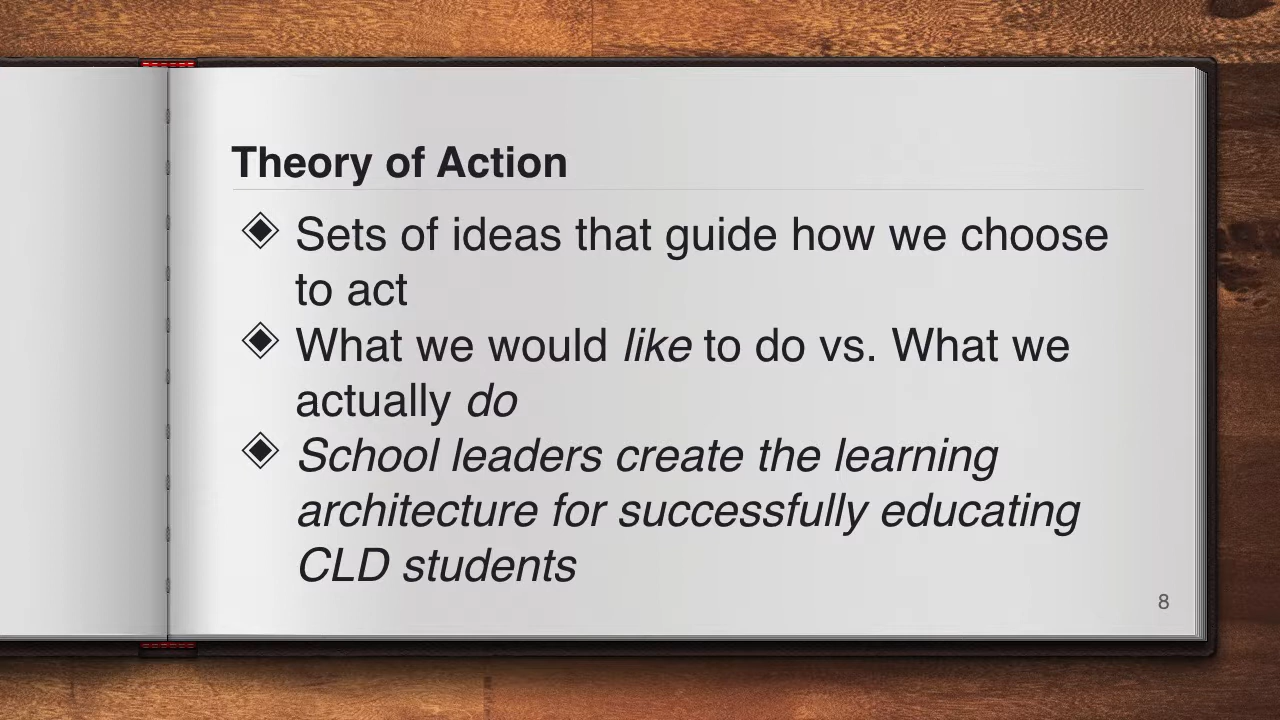 Theory of Action
Sets of ideas that guide how we choose
to act
What we would like to do vs. What we
actually do
School leaders create the learning
architecture for successfully educating
CLD students
8